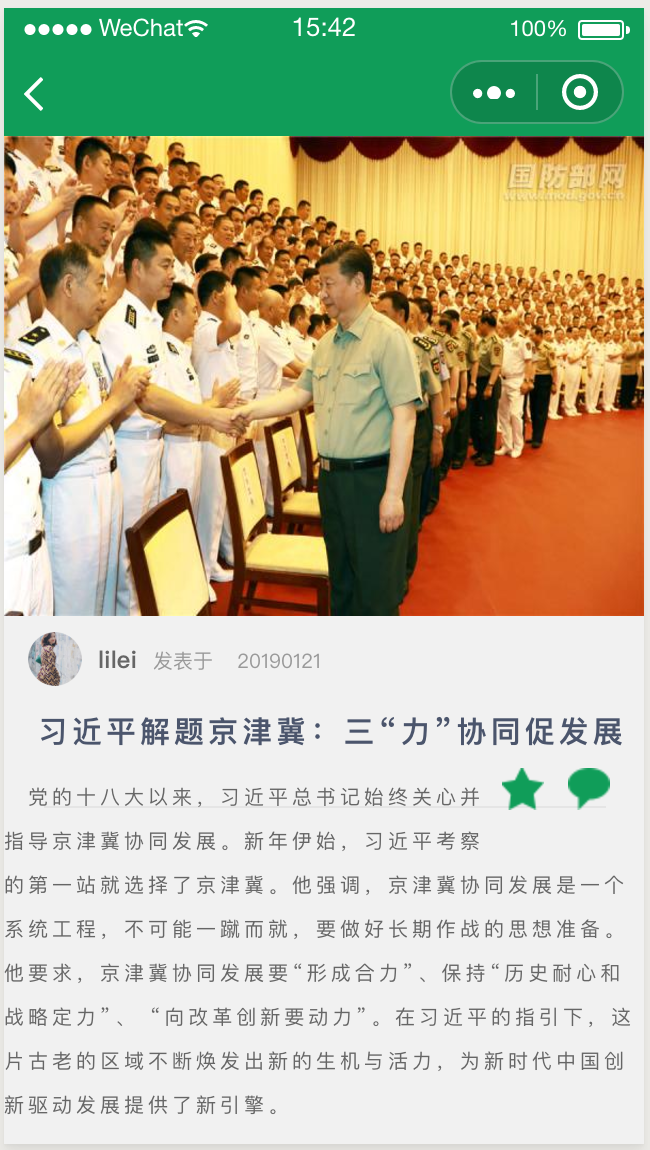 WeChat
15:42
100%
国防部网
www.mod.gov.cn
lilei 发表于 20190121
习近平解题京津冀：三“力”协同促发展
党的十八大以来，习近平总书记始终关心并
指导京津冀协同发展。新年伊始，习近平考察
的第一站就选择了京津冀。他强调，京津冀协同发展是一个
系统工程，不可能一蹴而就，要做好长期作战的思想准备。
他要求，京津冀协同发展要“形成合力”、保持“历史耐心和
战略定力”、“向改革创新要动力”。在习近平的指引下，这
片古老的区域不断焕发出新的生机与活力，为新时代中国创
新驱动发展提供了新引擎。